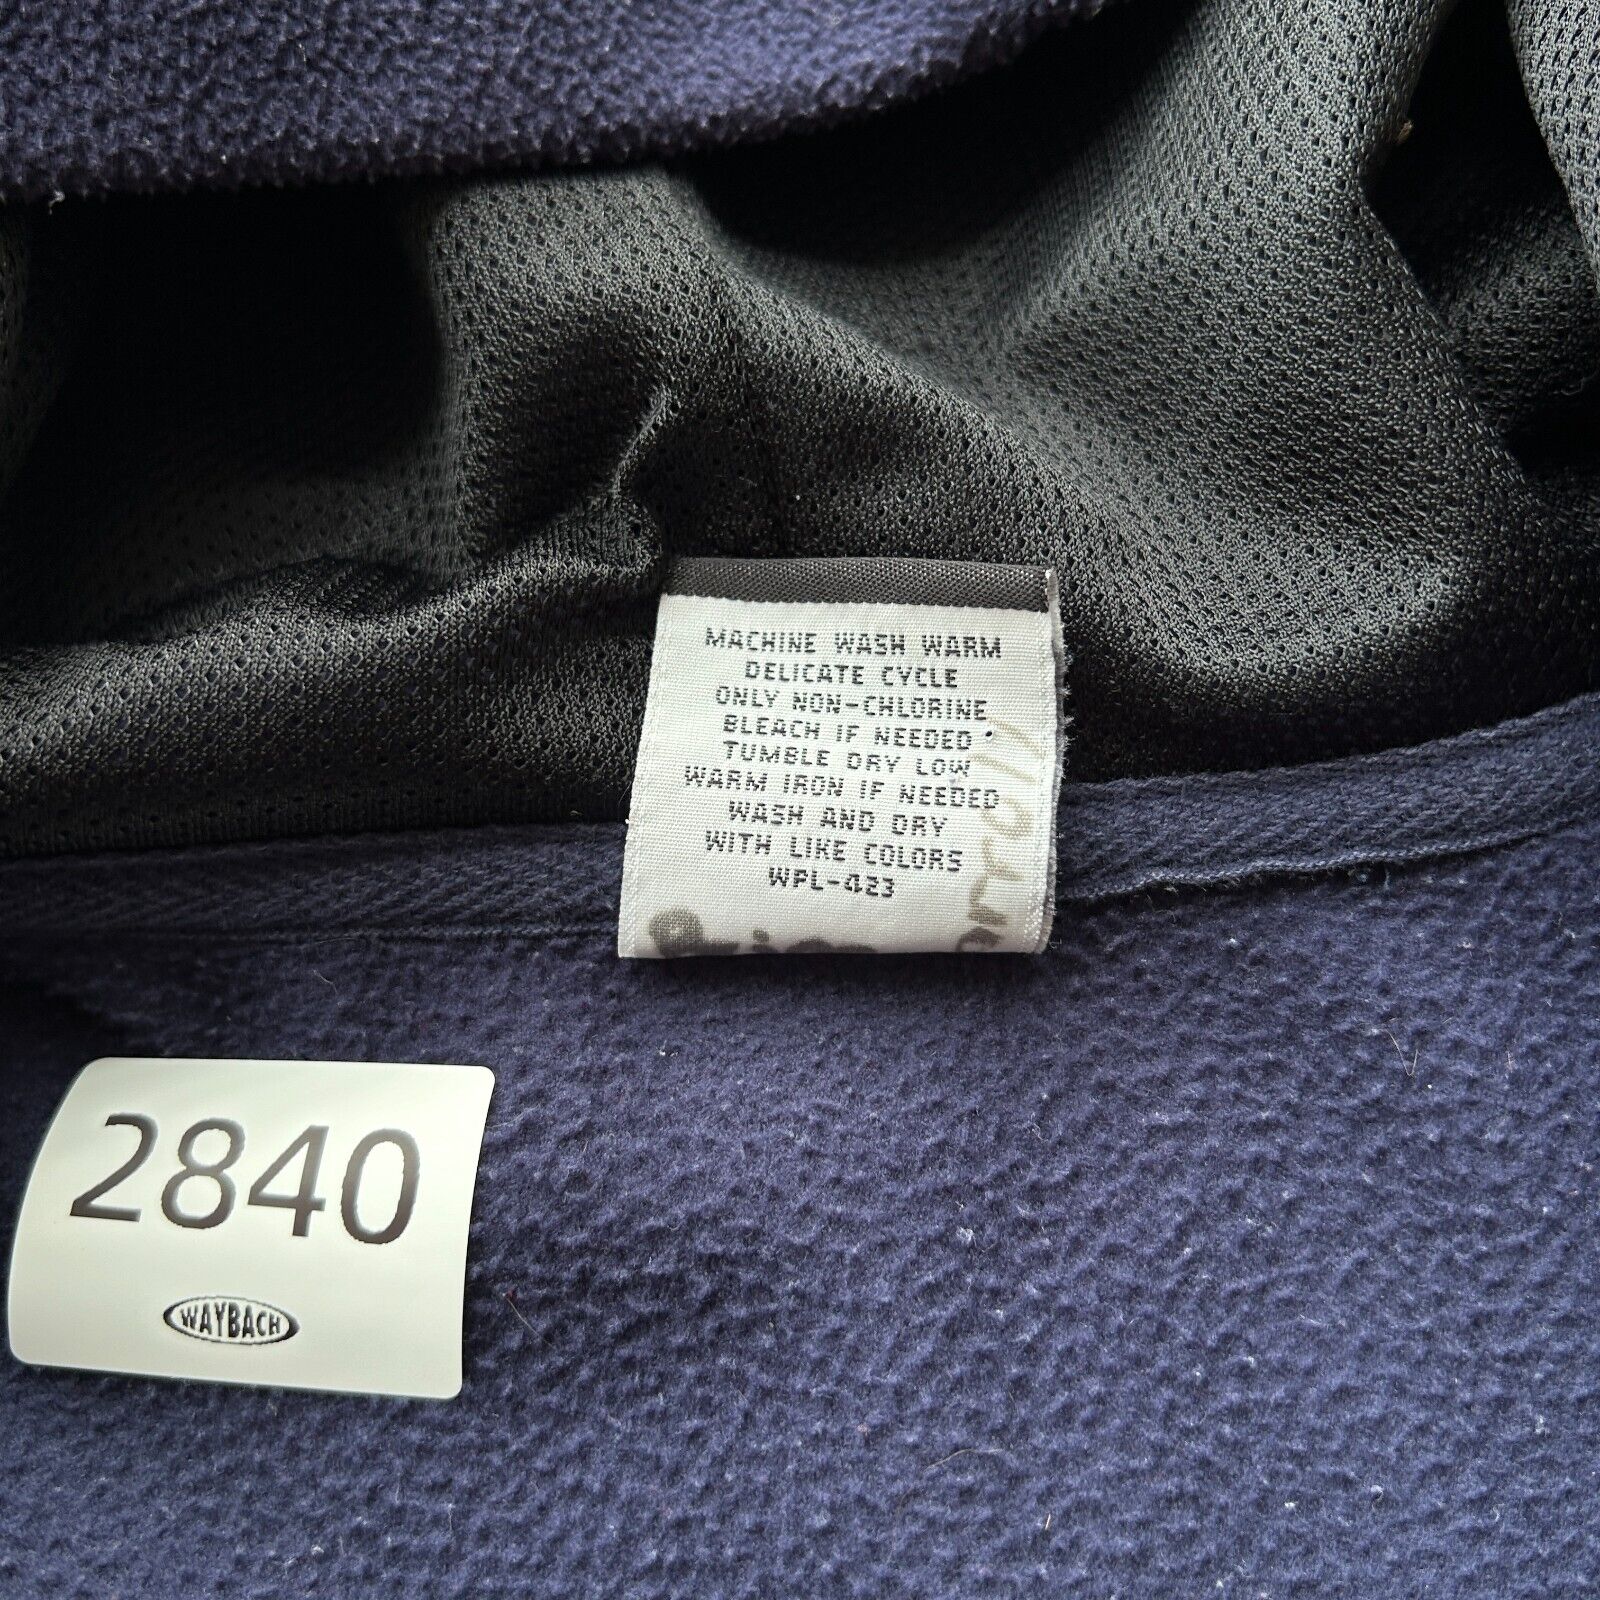 MACHINE WASH WARM
DELICATE CYCLE
ONLY NON-CHLORINE
BLEACH IF NEEDED
TUMBLE DRY LOW
WARM IRON IF NEEDED
WASH AND DRY
WITH LIKE COLORS
WPL-423
2840
WAYBACH